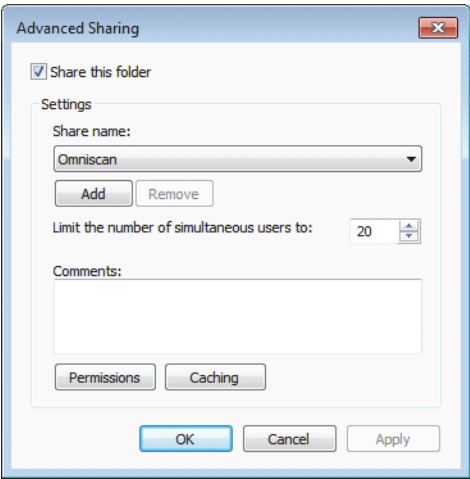 Advanced Sharing
Share this folder
Settings
Share name:
Omniscan
Add Remove
Limit the number of simultaneous users to: 20
Comments:
Permissions Caching
OK Cancel Apply